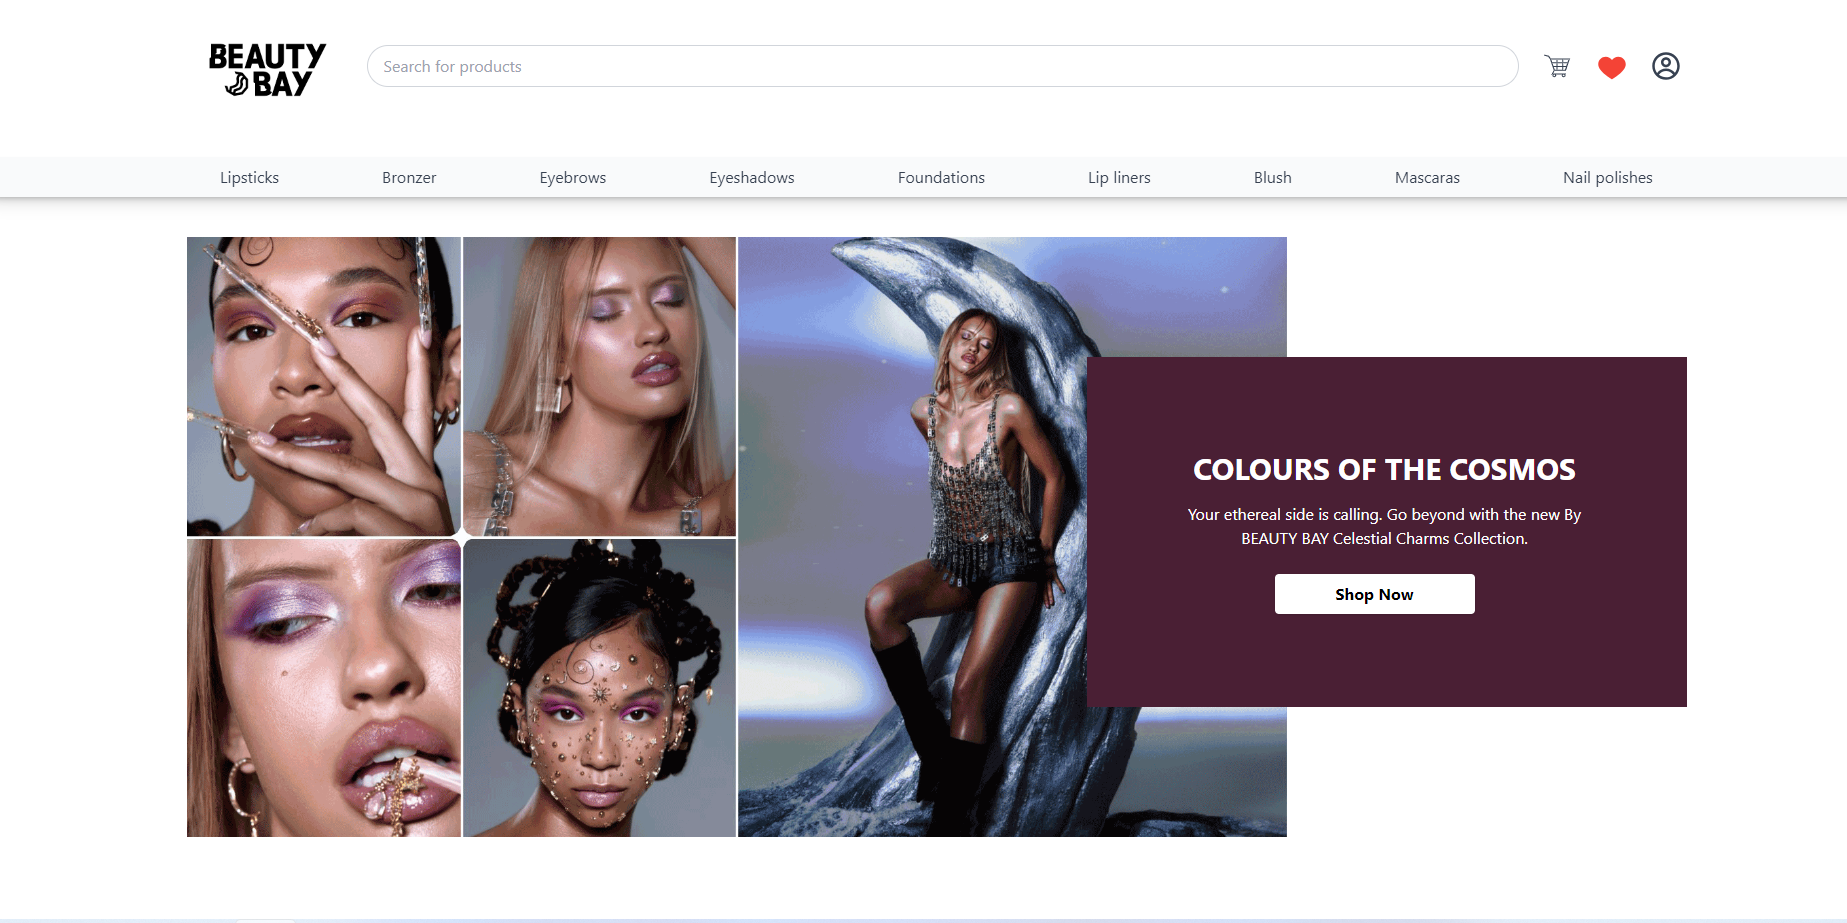 BEAUTY
BAY
Search for products
Lipsticks
Bronzer
Eyebrows
Eyeshadows
Foundations
Lip liners
Blush
Mascaras
Nail polishes
COLOURS OF THE COSMOS
Your ethereal side is calling. Go beyond with the new By
BEAUTY BAY Celestial Charms Collection.
Shop Now